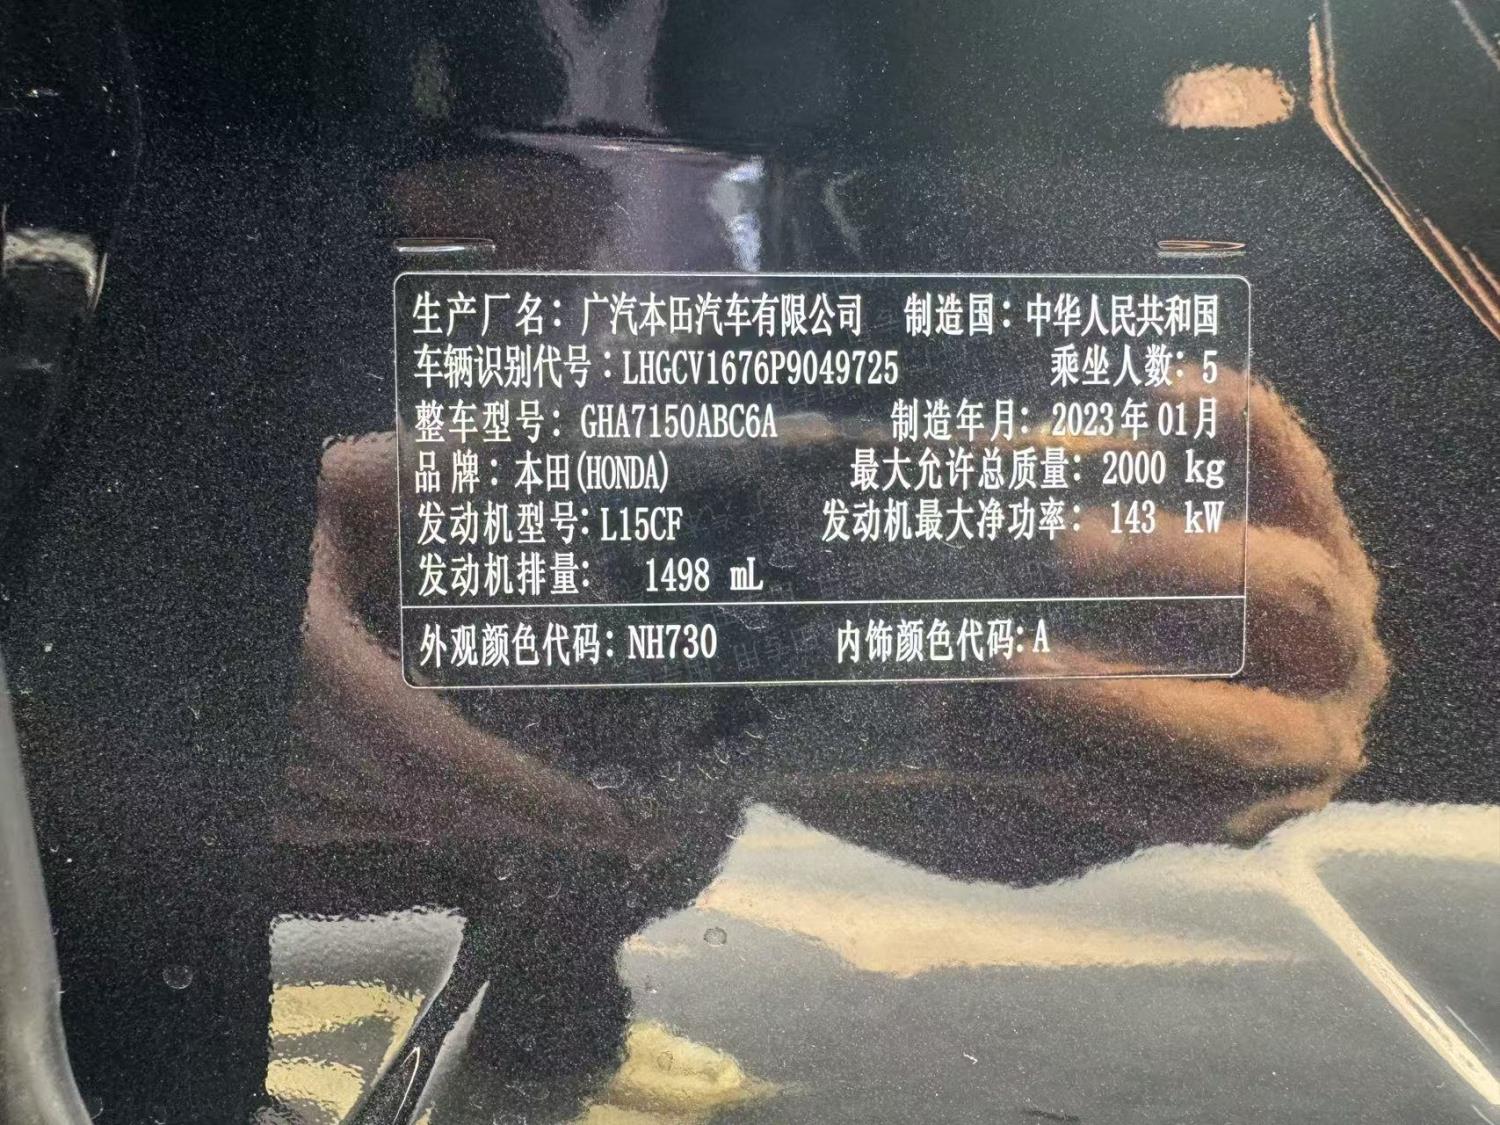 生产厂名：广汽本田汽车有限公司 制造国：中华人民共和国
车辆识别代号：LHGCV1676P9049725 乘坐人数：5
整车型号：GHA7150ABC6A 制造年月：2023年01月
品牌：本田(HONDA) 最大允许总质量：2000 kg
发动机型号：L15CF 发动机最大净功率：143 kW
发动机排量： 1498 mL
外观颜色代码：NH730 内饰颜色代码：A